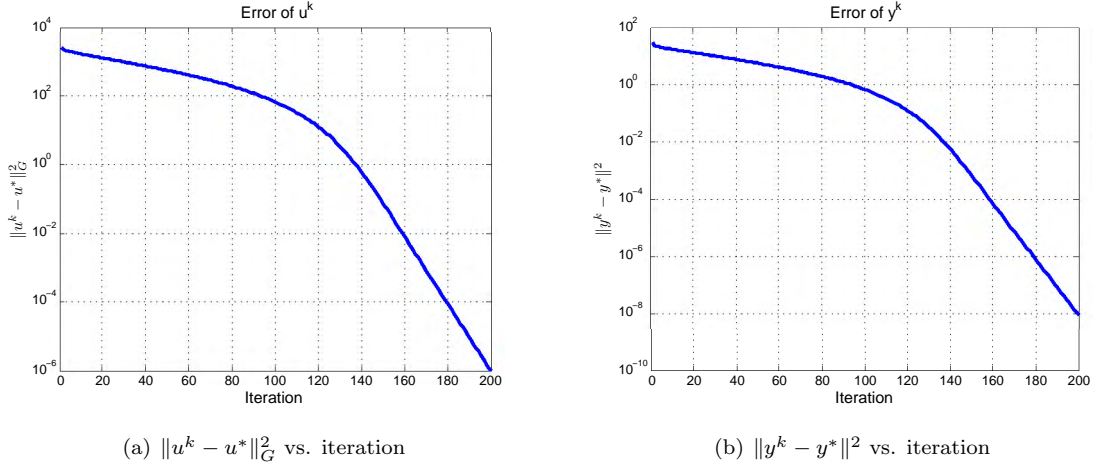 Error of u^k
10^4
10^2
10^0
10^-2
10^-4
10^-6
‖u^k − u^*‖_G^2
0 20 40 60 80 100 120 140 160 180 200
Iteration
(a) ‖u^k − u^*‖_G^2 vs. iteration
Error of y^k
10^2
10^0
10^-2
10^-4
10^-6
10^-8
10^-10
‖y^k − y^*‖^2
0 20 40 60 80 100 120 140 160 180 200
Iteration
(b) ‖y^k − y^*‖^2 vs. iteration